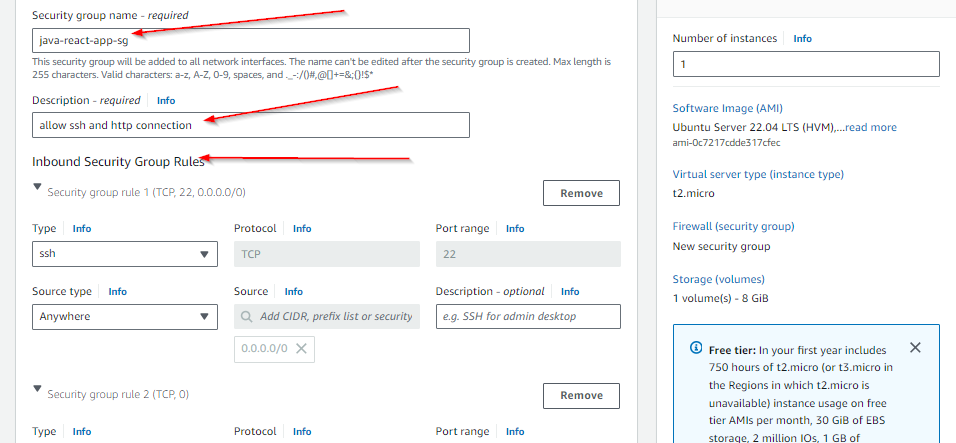 Security group name - required
java-react-app-sg
This security group will be added to all network interfaces. The name can't be edited after the security group is created. Max length is
255 characters. Valid characters: a-z, A-Z, 0-9, spaces, and ._-:/()#,@[]+=&;{}!$*
Description - required Info
allow ssh and http connection
Inbound Security Group Rules
Security group rule 1 (TCP, 22, 0.0.0.0/0)
Remove
Type Info
Protocol Info
Port range Info
ssh
TCP
22
Source type Info
Source Info
Description - optional Info
Anywhere
Add CIDR, prefix list or security
e.g. SSH for admin desktop
0.0.0.0/0
Security group rule 2 (TCP, 0)
Remove
Type Info
Protocol Info
Port range Info
Number of instances Info
1
Software Image (AMI)
Ubuntu Server 22.04 LTS (HVM),...read more
ami-0c7217cdde317cfec
Virtual server type (instance type)
t2.micro
Firewall (security group)
New security group
Storage (volumes)
1 volume(s) - 8 GiB
Free tier: In your first year includes
750 hours of t2.micro (or t3.micro in
the Regions in which t2.micro is
unavailable) instance usage on free
tier AMIs per month, 30 GiB of EBS
storage, 2 million IOs, 1 GB of